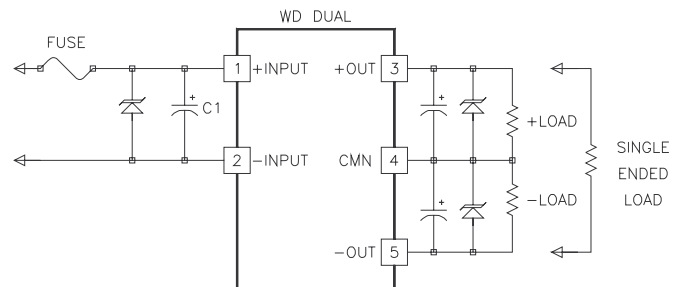 WD DUAL
FUSE
1
+INPUT
+OUT
3
+
C1
+
+LOAD
2
-INPUT
CMN
4
SINGLE
ENDED
LOAD
+
-LOAD
-OUT
5